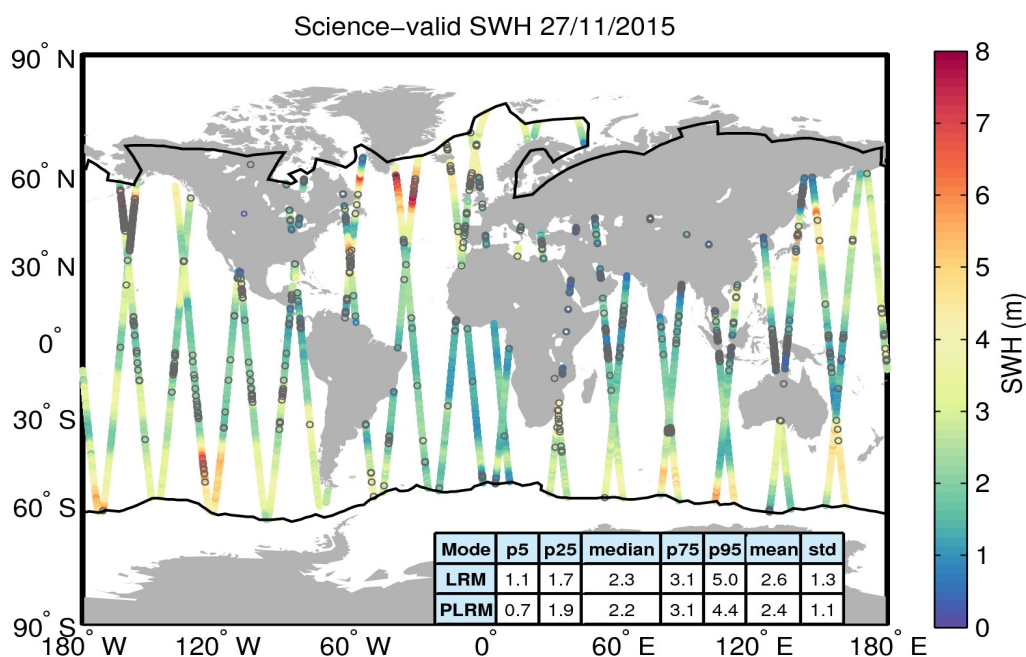 Science−valid SWH 27/11/2015
90° N
60° N
30° N
0°
30° S
60° S
90° S
180° W
120° W
60° W
0°
60° E
120° E
180° E
8
7
6
5
4
3
2
1
0
SWH (m)
Mode p5 p25 median p75 p95 mean std
LRM 1.1 1.7 2.3 3.1 5.0 2.6 1.3
PLRM 0.7 1.9 2.2 3.1 4.4 2.4 1.1